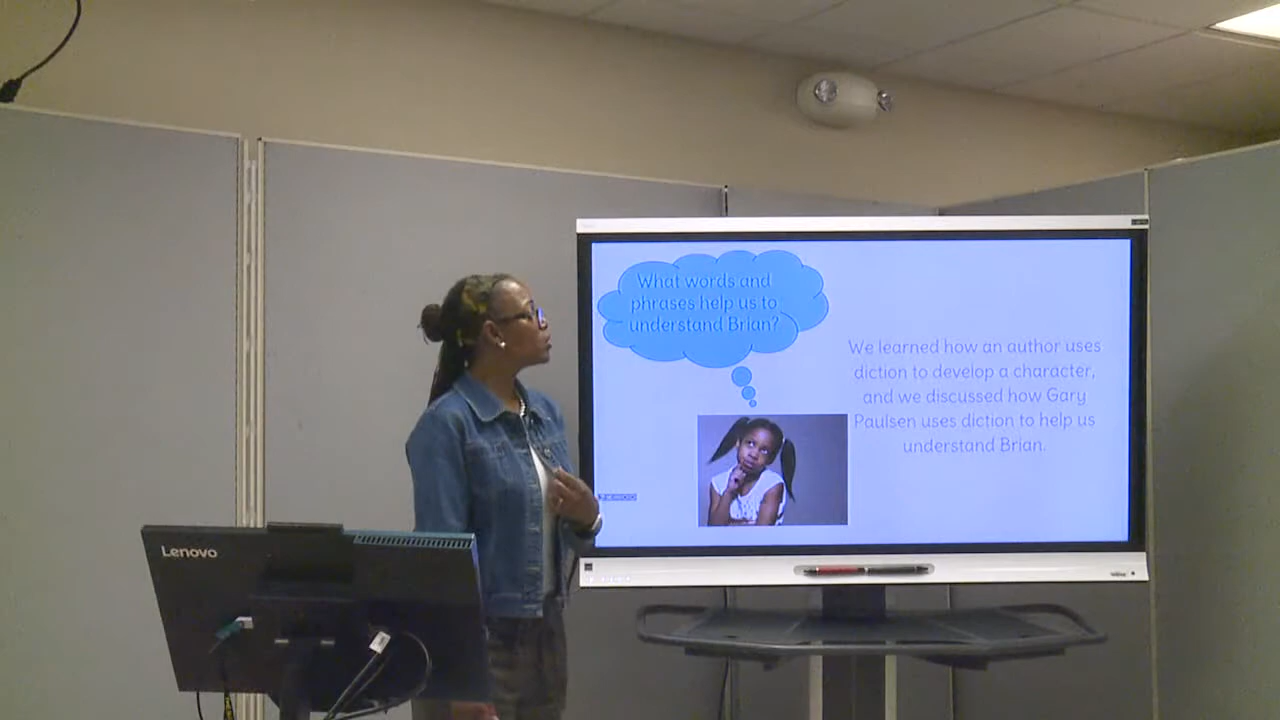 What words and
phrases help us to
understand Brian?
We learned how an author uses
diction to develop a character,
and we discussed how Gary
Paulsen uses diction to help us
understand Brian.
Lenovo